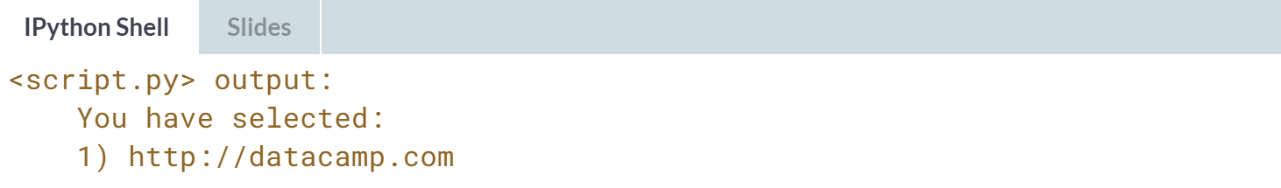 IPython Shell Slides
<script.py> output:
You have selected:
1) http://datacamp.com